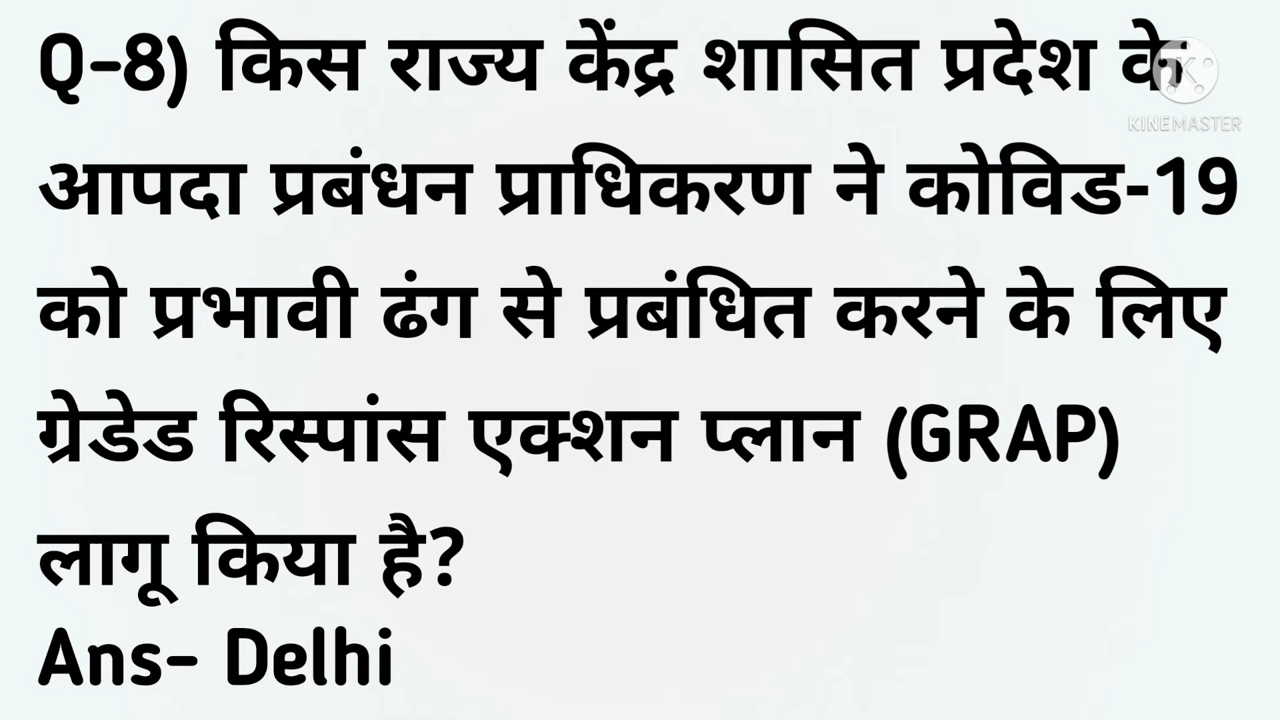 Q-8) किस राज्य केंद्र शासित प्रदेश के
KINEMASTER
आपदा प्रबंधन प्राधिकरण ने कोविड-19
को प्रभावी ढंग से प्रबंधित करने के लिए
ग्रेडेड रिस्पांस एक्शन प्लान (GRAP)
लागू किया है?
Ans- Delhi